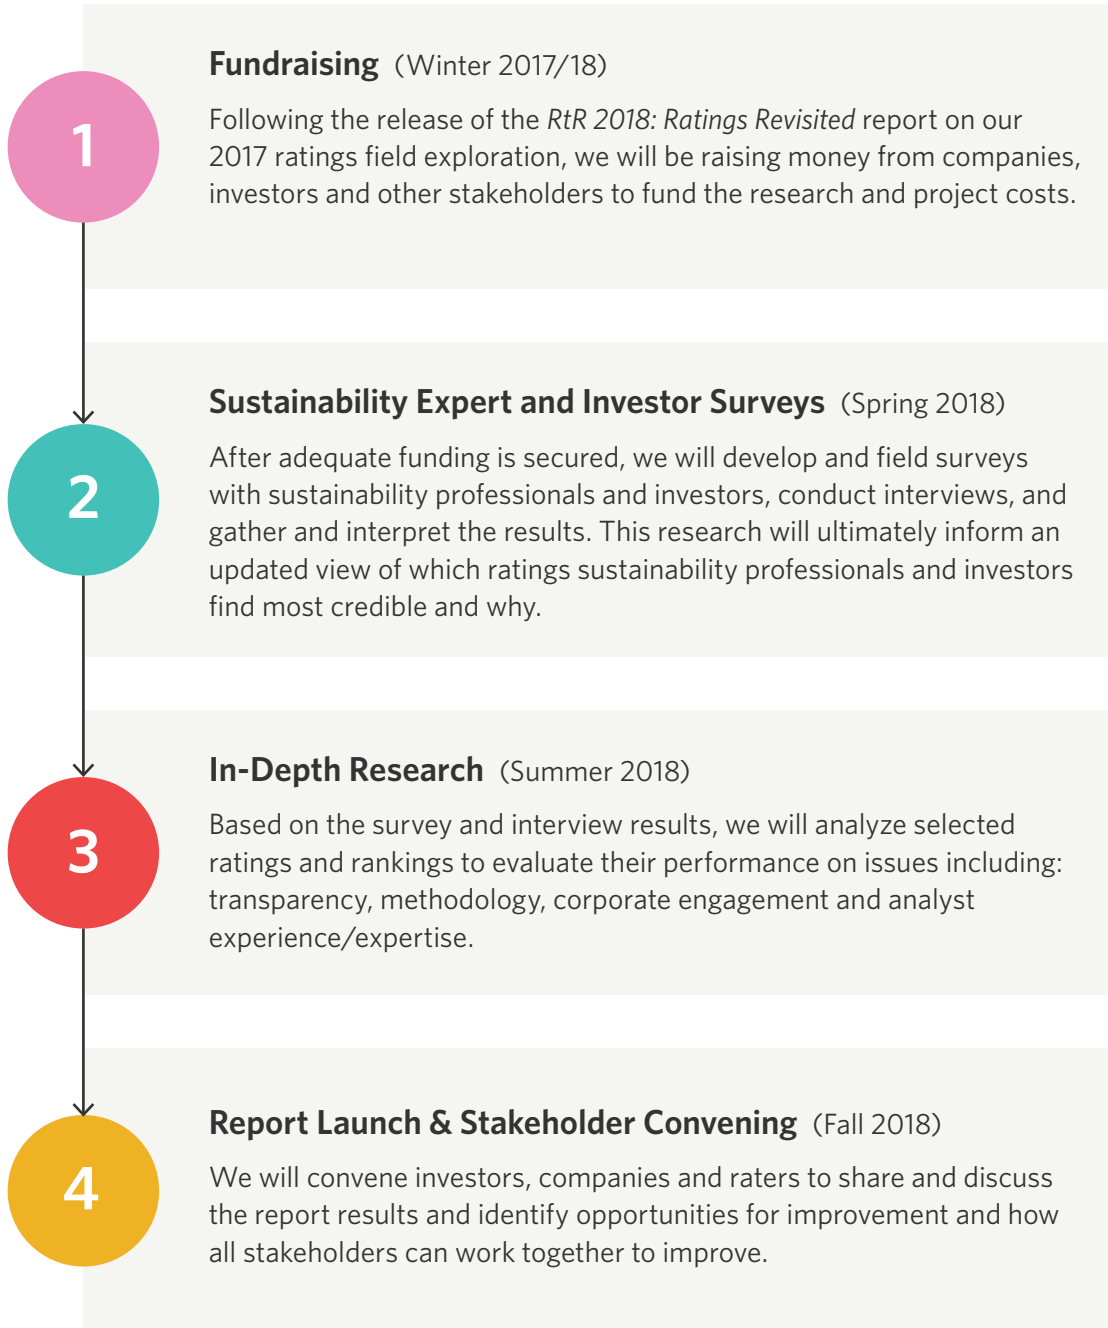 1
Fundraising (Winter 2017/18)
Following the release of the RtR 2018: Ratings Revisited report on our
2017 ratings field exploration, we will be raising money from companies,
investors and other stakeholders to fund the research and project costs.
2
Sustainability Expert and Investor Surveys (Spring 2018)
After adequate funding is secured, we will develop and field surveys
with sustainability professionals and investors, conduct interviews, and
gather and interpret the results. This research will ultimately inform an
updated view of which ratings sustainability professionals and investors
find most credible and why.
3
In-Depth Research (Summer 2018)
Based on the survey and interview results, we will analyze selected
ratings and rankings to evaluate their performance on issues including:
transparency, methodology, corporate engagement and analyst
experience/expertise.
4
Report Launch & Stakeholder Convening (Fall 2018)
We will convene investors, companies and raters to share and discuss
the report results and identify opportunities for improvement and how
all stakeholders can work together to improve.